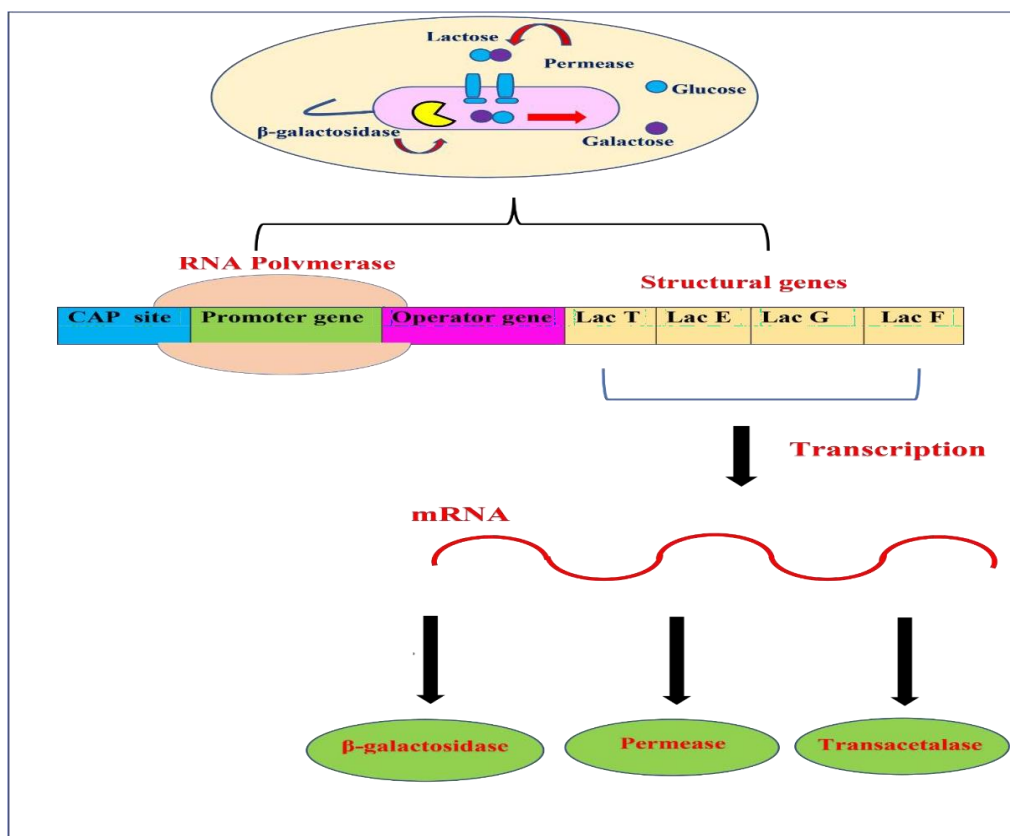 Lactose
Permease
Glucose
β-galactosidase
Galactose
RNA Polymerase
Structural genes
CAP site
Promoter gene
Operator gene
Lac T
Lac E
Lac G
Lac F
Transcription
mRNA
β-galactosidase
Permease
Transacetalase